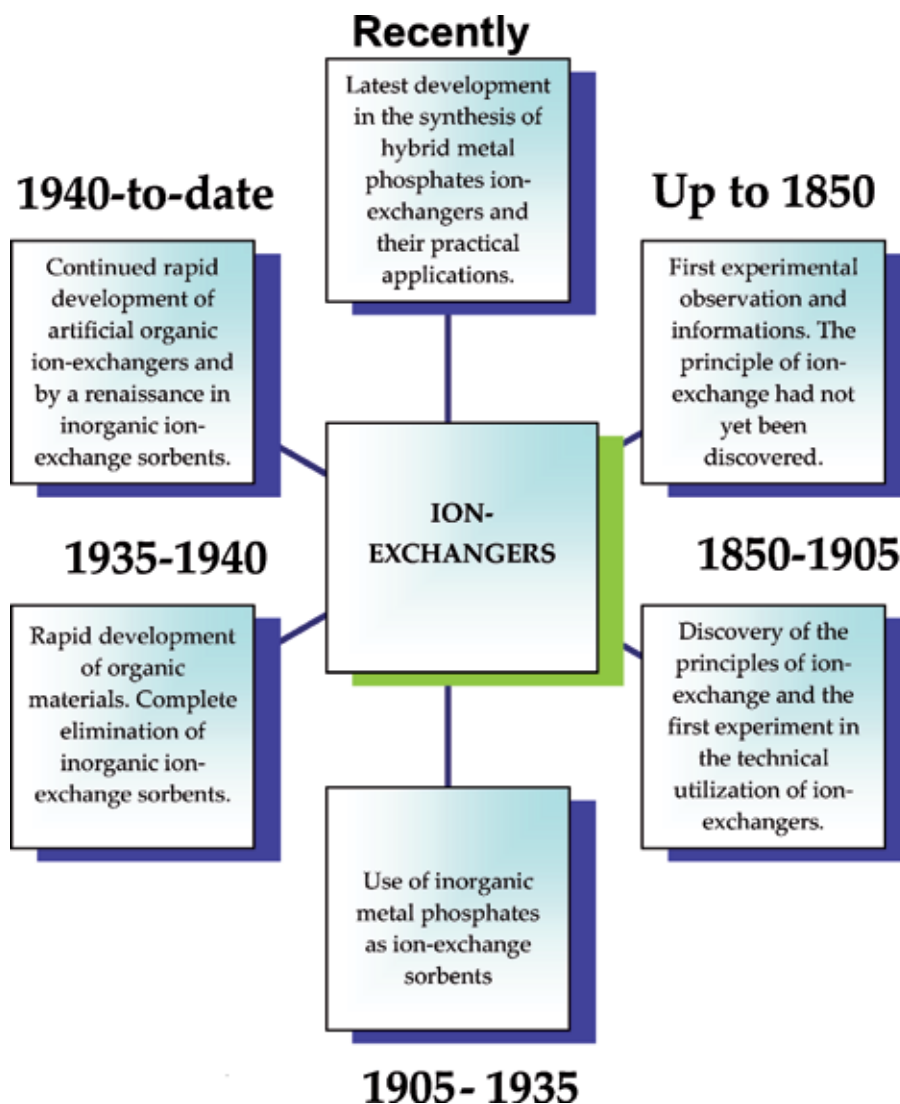 Recently
Latest development
in the synthesis of
hybrid metal
phosphates ion-
exchangers and
their practical
applications.
Up to 1850
First experimental
observation and
informations. The
principle of ion-
exchange had not
yet been
discovered.
1850-1905
Discovery of the
principles of ion-
exchange and the
first experiment in
the technical
utilization of ion-
exchangers.
1905- 1935
Use of inorganic
metal phosphates
as ion-exchange
sorbents
1935-1940
Rapid development
of organic
materials. Complete
elimination of
inorganic ion-
exchange sorbents.
1940-to-date
Continued rapid
development of
artificial organic
ion-exchangers and
by a renaissance in
inorganic ion-
exchange sorbents.
ION-
EXCHANGERS